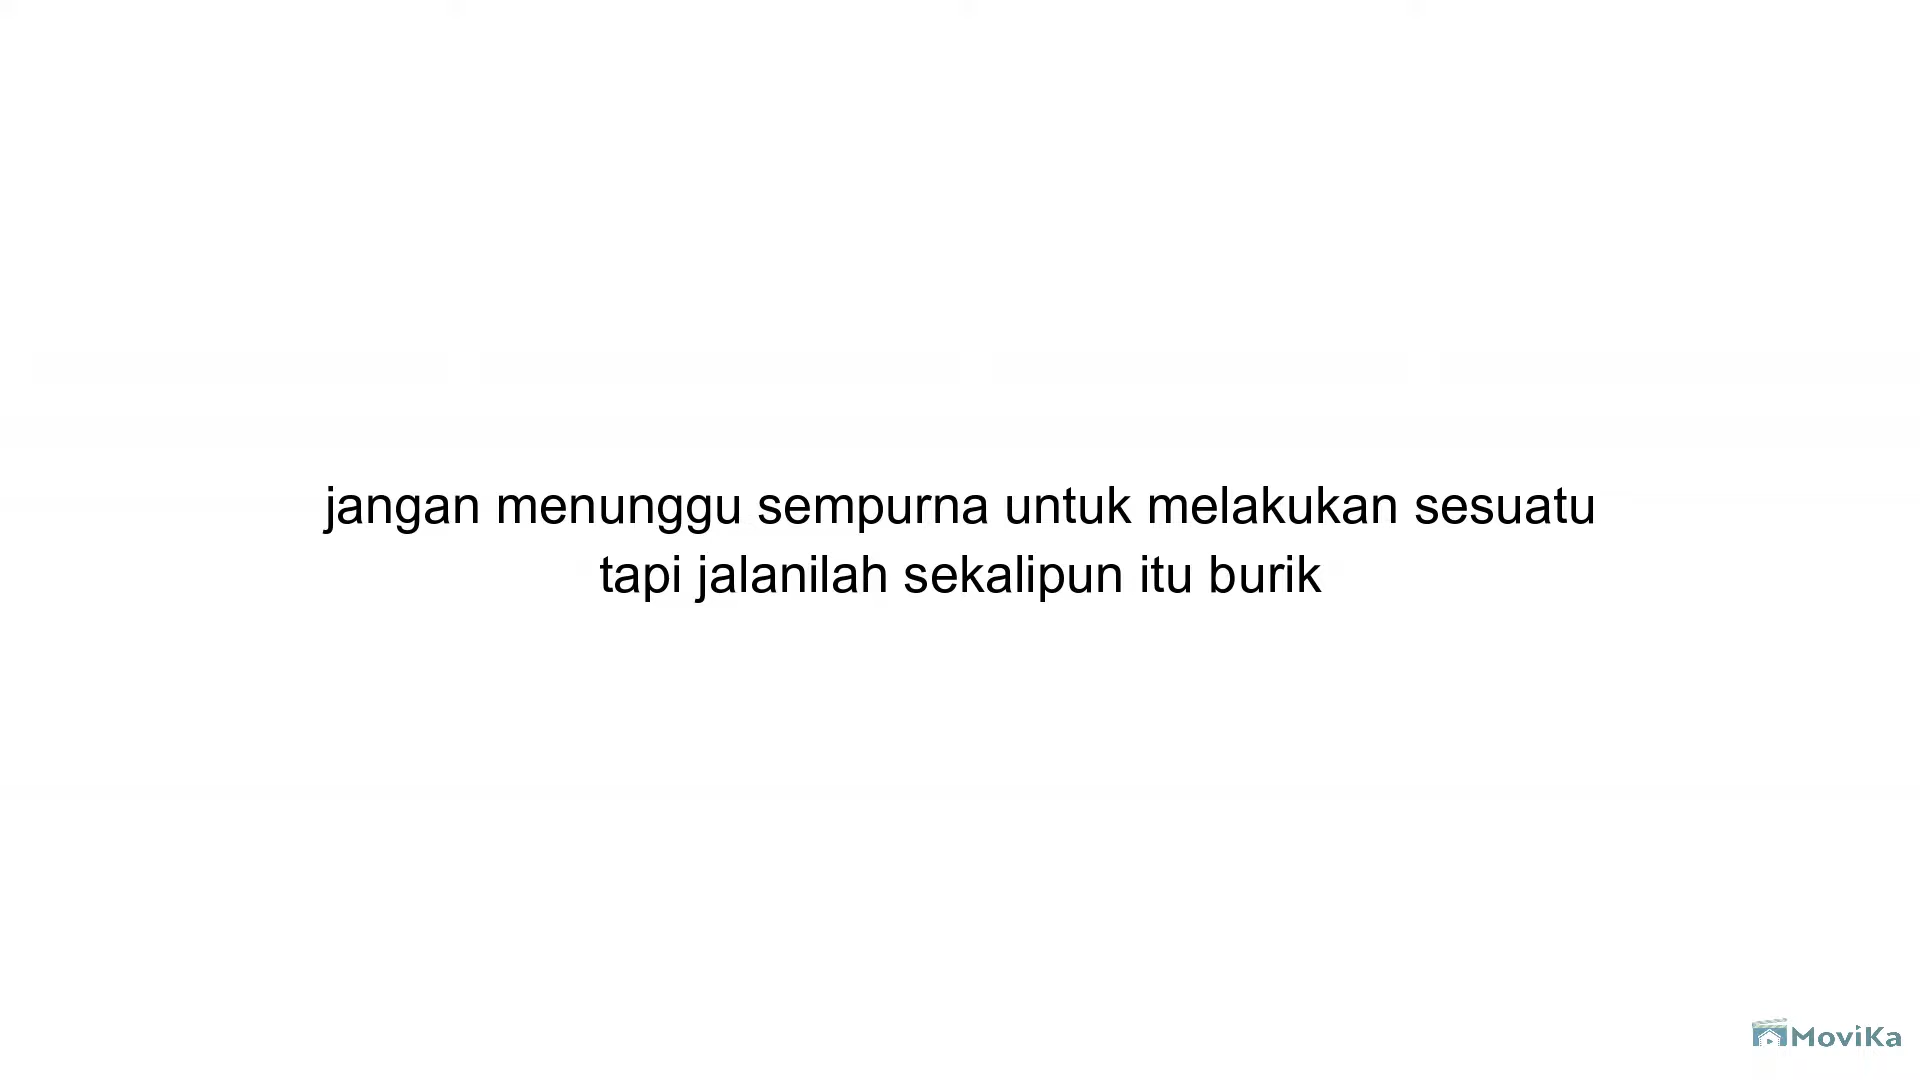 jangan menunggu sempurna untuk melakukan sesuatu
tapi jalanilah sekalipun itu burik
MoviKa